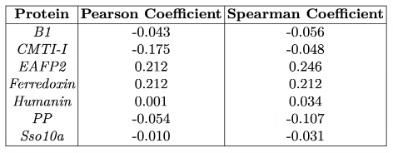 Protein Pearson Coefficient Spearman Coefficient
B1 -0.043 -0.056
CMTI-I -0.175 -0.048
EAFP2 0.212 0.246
Ferredoxin 0.212 0.212
Humanin 0.001 0.034
PP -0.054 -0.107
Sso10a -0.010 -0.031